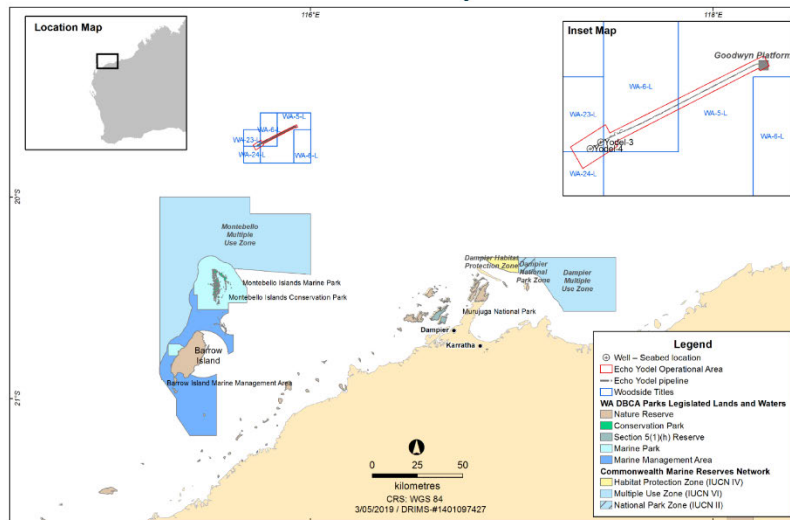 116°E
118°E
Location Map
Inset Map
Goodwyn Platform
WA-6-L
WA-5-L
WA-23-L
WA-6-L
Yodel-3
Yodel-4
WA-24-L
WA-5-L
WA-6-L
WA-23-L
WA-24-L
WA-6-L
20°S
Montebello
Multiple
Use Zone
Dampier Habitat
Protection Zone
Dampier
National
Park Zone
Dampier
Multiple
Use Zone
Montebello Islands Marine Park
Montebello Islands Conservation Park
Murujuga National Park
Dampier
Karratha
Barrow
Island
Barrow Island Marine Management Area
21°S
0 25 50
kilometres
CRS: WGS 84
3/05/2019 / DRIMS-#1401097427
Legend
Well – Seabed location
Echo Yodel Operational Area
Echo Yodel pipeline
Woodside Titles
WA DBCA Parks Legislated Lands and Waters
Nature Reserve
Conservation Park
Section 5(1)(h) Reserve
Marine Park
Marine Management Area
Commonwealth Marine Reserves Network
Habitat Protection Zone (IUCN IV)
Multiple Use Zone (IUCN VI)
National Park Zone (IUCN II)